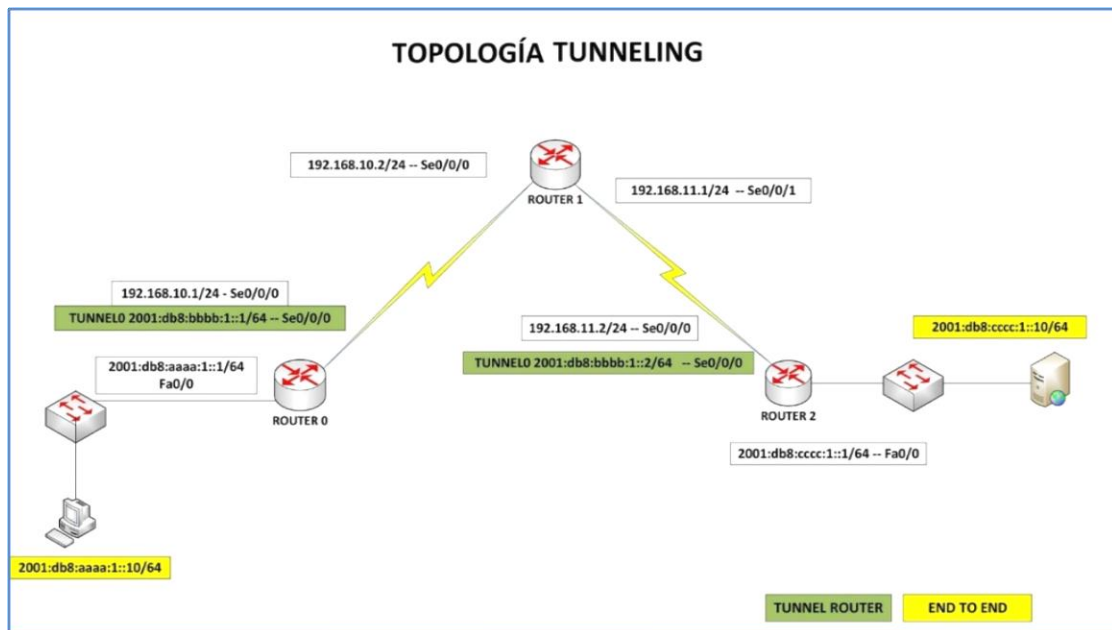 TOPOLOGÍA TUNNELING
192.168.10.2/24 -- Se0/0/0
ROUTER 1
192.168.11.1/24 -- Se0/0/1
192.168.10.1/24 - Se0/0/0
TUNNEL0 2001:db8:bbbb:1::1/64 -- Se0/0/0
2001:db8:aaaa:1::1/64
Fa0/0
ROUTER 0
192.168.11.2/24 -- Se0/0/0
TUNNEL0 2001:db8:bbbb:1::2/64 -- Se0/0/0
ROUTER 2
2001:db8:cccc:1::10/64
2001:db8:cccc:1::1/64 -- Fa0/0
2001:db8:aaaa:1::10/64
TUNNEL ROUTER
END TO END